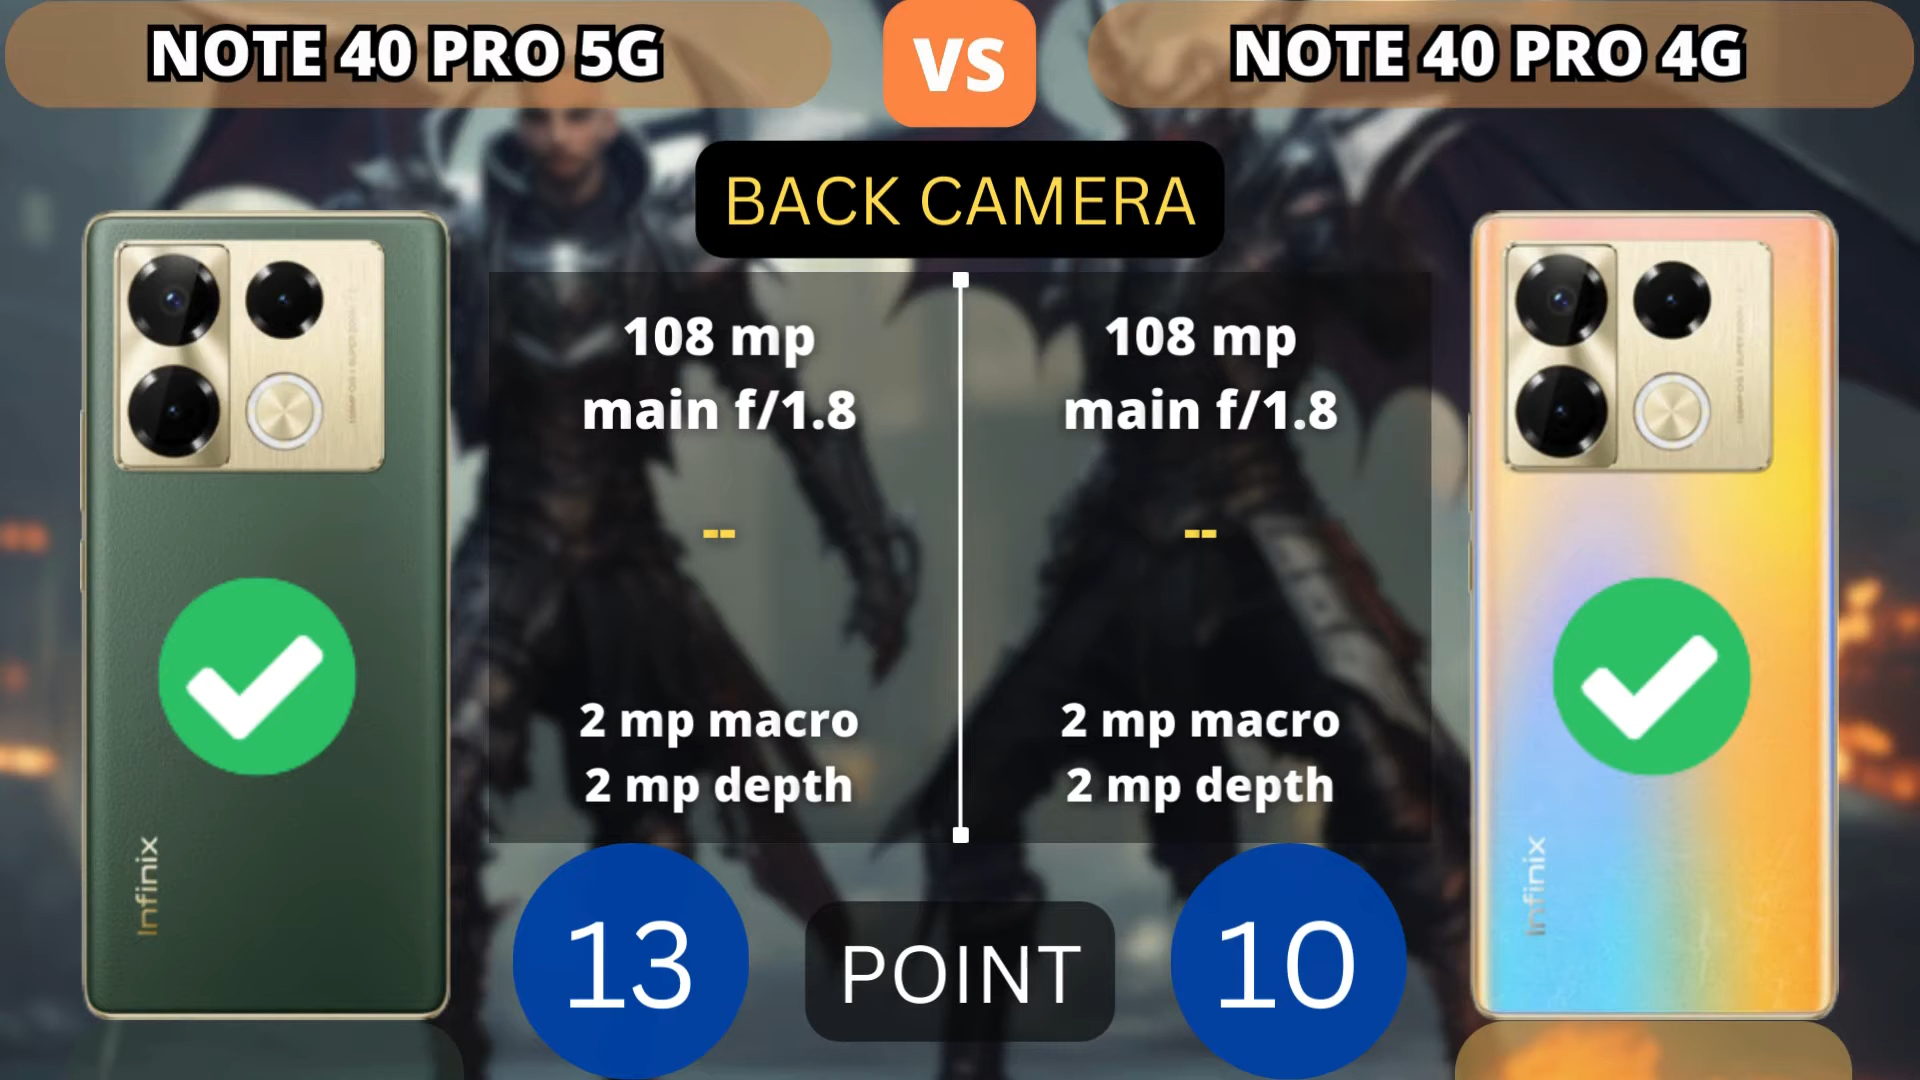 NOTE 40 PRO 5G
VS
NOTE 40 PRO 4G
BACK CAMERA
108 mp
main f/1.8
--
2 mp macro
2 mp depth
108 mp
main f/1.8
--
2 mp macro
2 mp depth
Infinix
Infinix
13
POINT
10